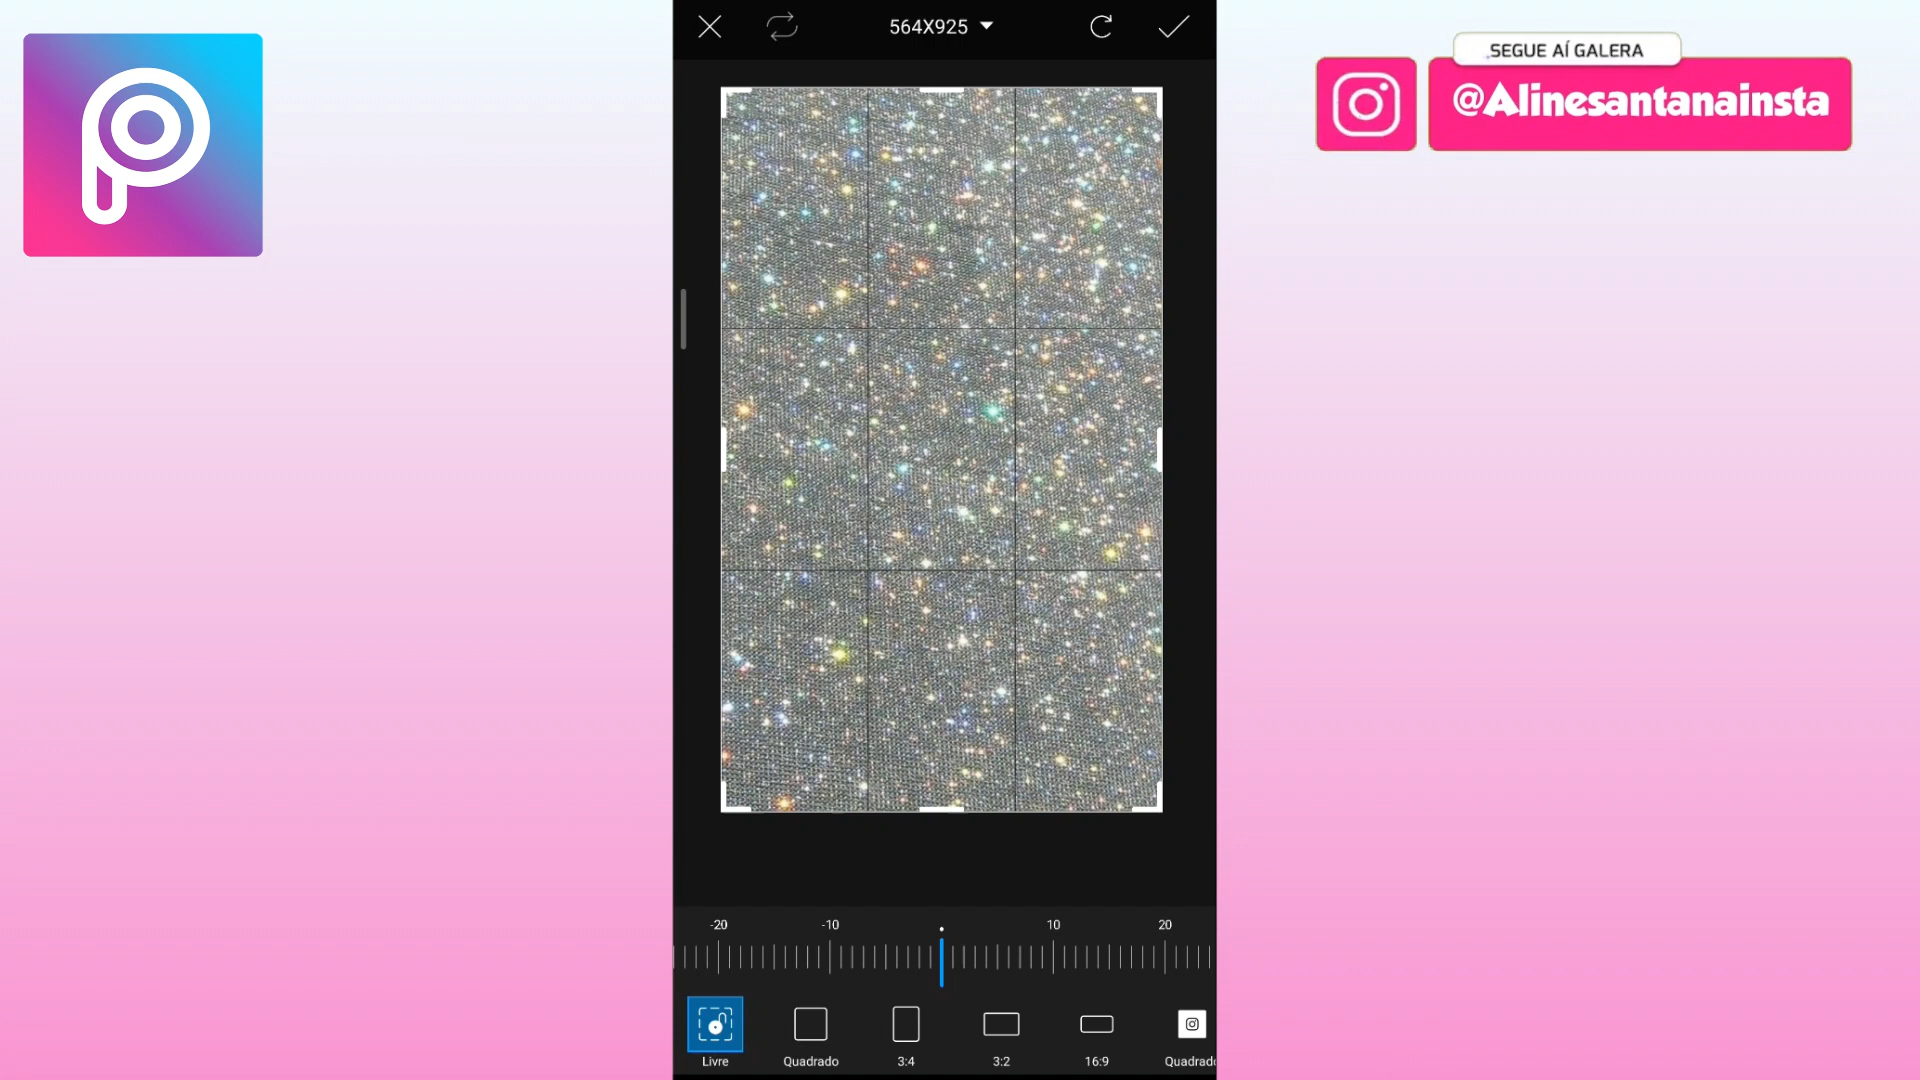 564X925
SEGUE AÍ GALERA
@Alinesantanainsta
-20
-10
10
20
Livre
Quadrado
3:4
3:2
16:9
Quadrado